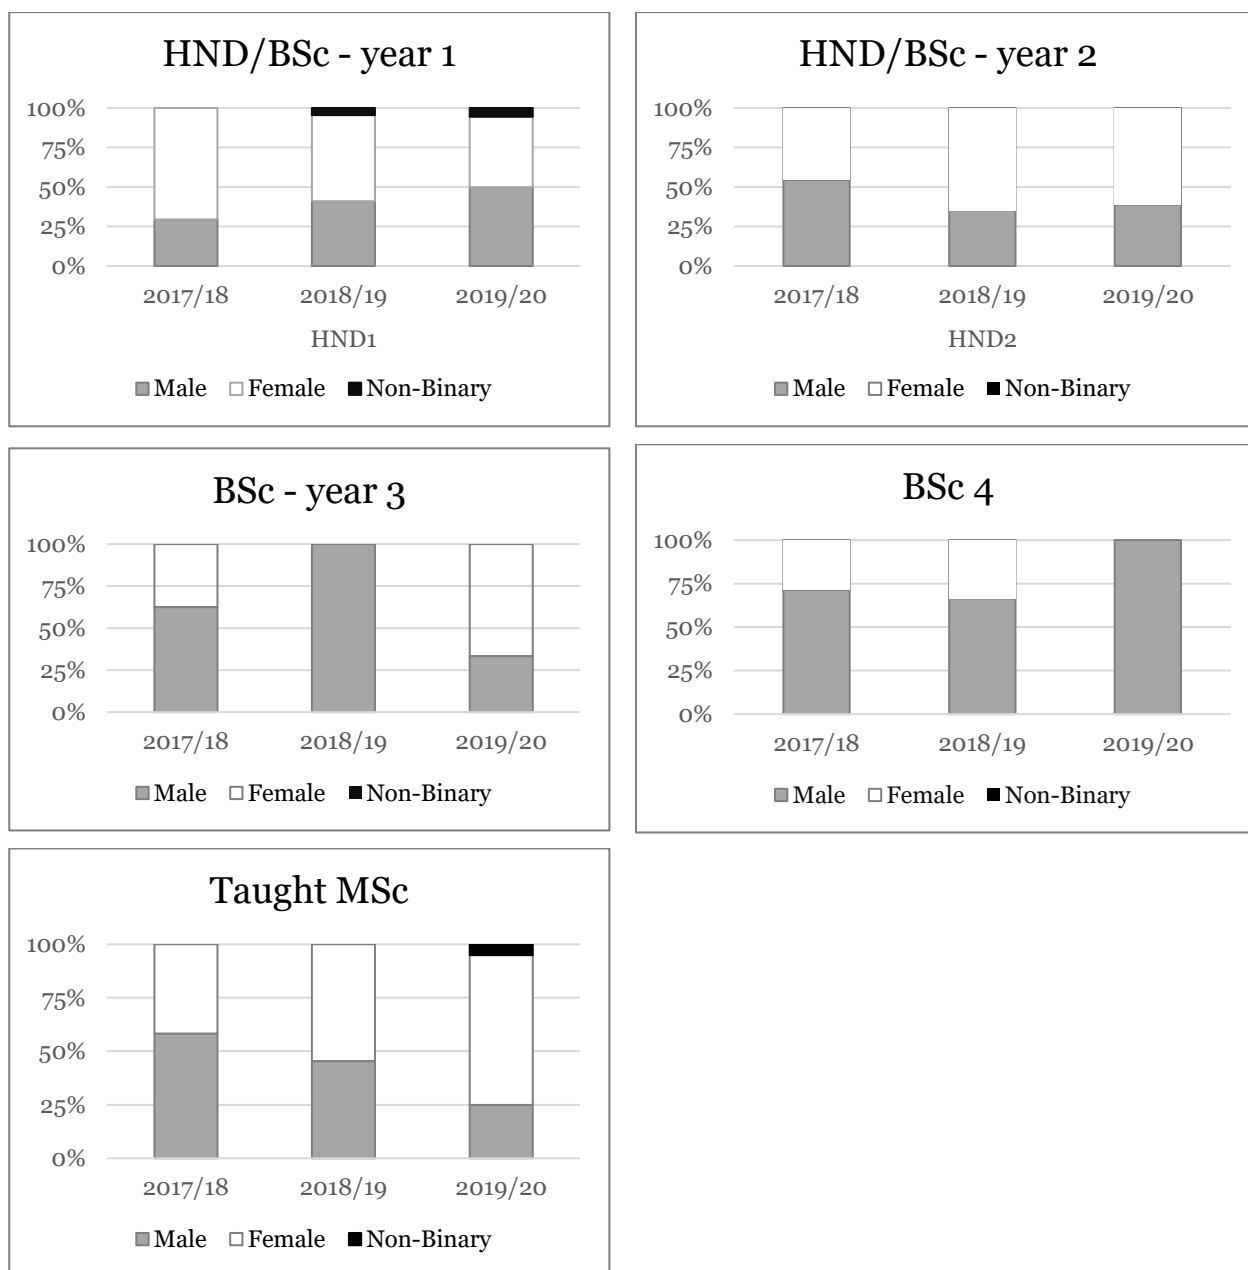 HND/BSc - year 1
100%
75%
50%
25%
0%
2017/18 2018/19 2019/20
HND1
Male Female Non-Binary
HND/BSc - year 2
100%
75%
50%
25%
0%
2017/18 2018/19 2019/20
HND2
Male Female Non-Binary
BSc - year 3
100%
75%
50%
25%
0%
2017/18 2018/19 2019/20
Male Female Non-Binary
BSc 4
100%
75%
50%
25%
0%
2017/18 2018/19 2019/20
Male Female Non-Binary
Taught MSc
100%
75%
50%
25%
0%
2017/18 2018/19 2019/20
Male Female Non-Binary